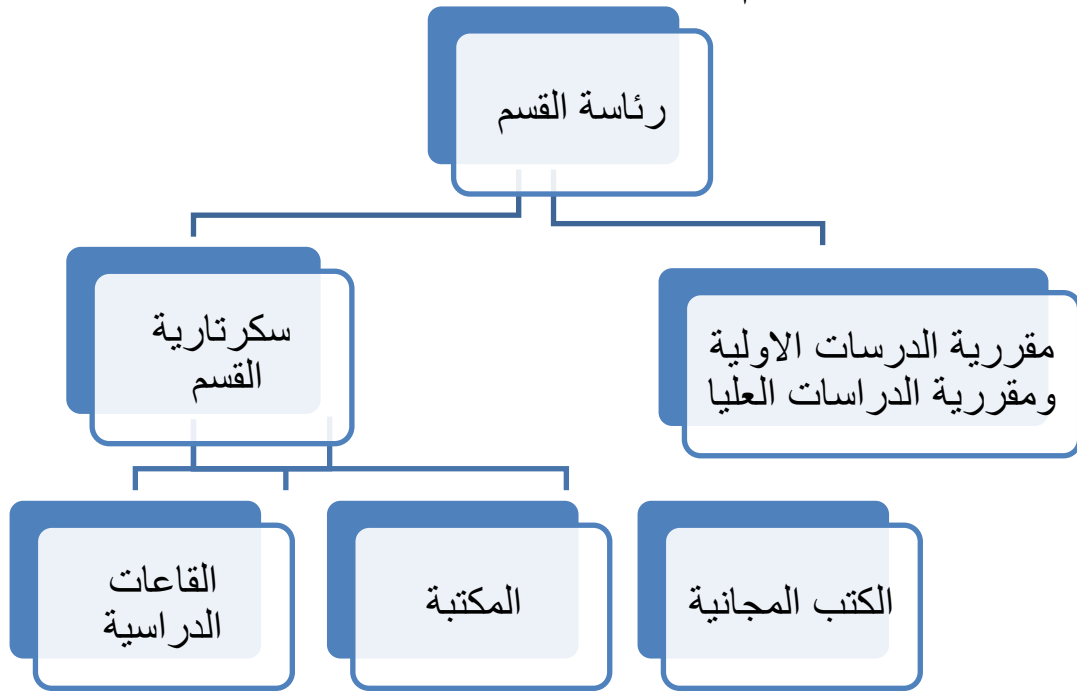 رئاسة القسم
سكرتارية
القسم
مقررية الدرسات الاولية
ومقررية الدراسات العليا
القاعات
الدراسية
المكتبة
الكتب المجانية